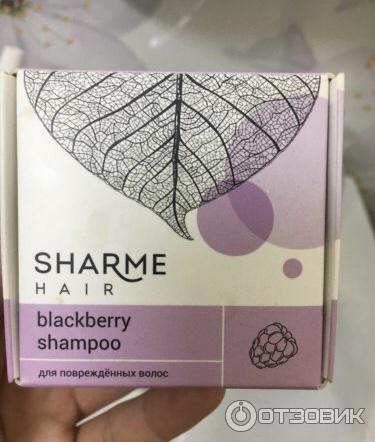 SHARME
HAIR
blackberry
shampoo
для повреждённых волос
ОТЗОВИК